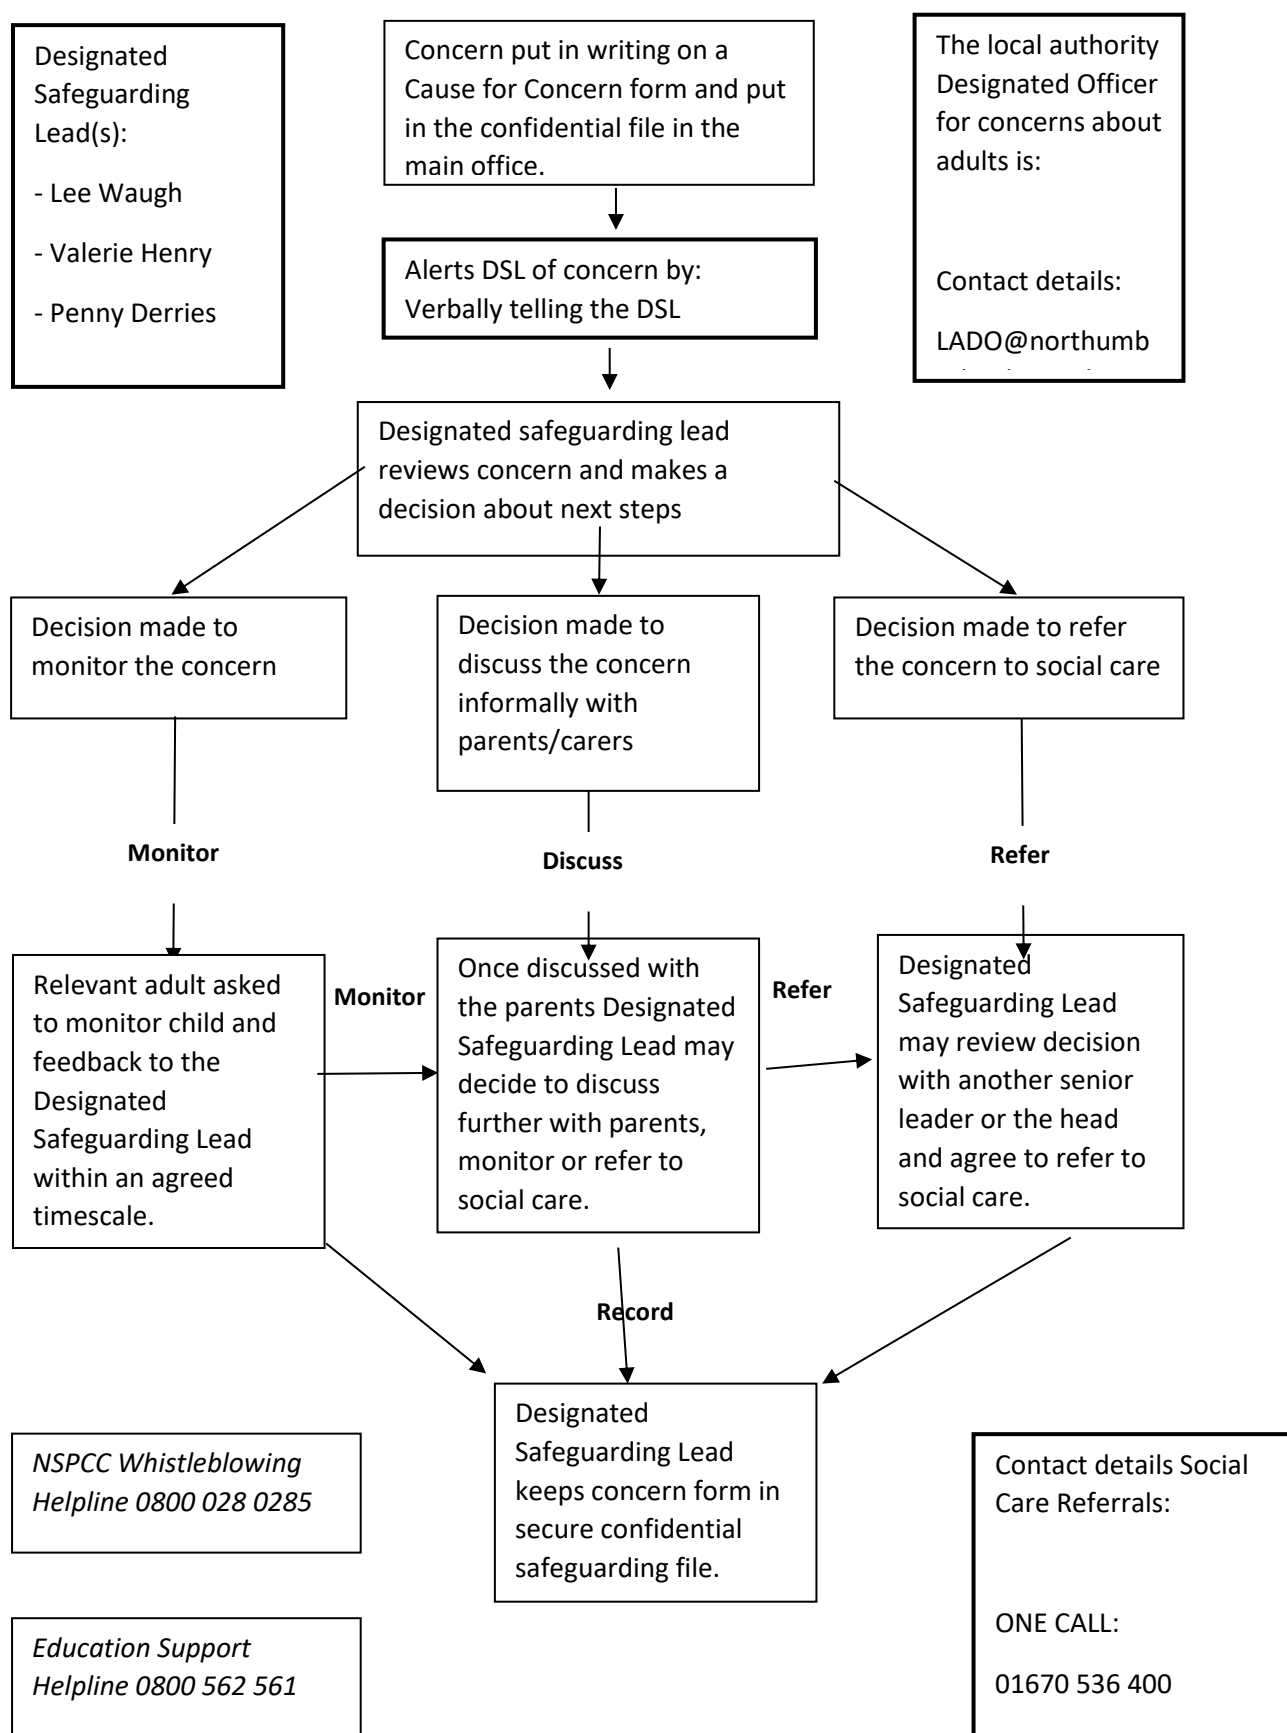 Designated
Safeguarding
Lead(s):
- Lee Waugh
- Valerie Henry
- Penny Derries
Concern put in writing on a
Cause for Concern form and put
in the confidential file in the
main office.
The local authority
Designated Officer
for concerns about
adults is:
Contact details:
LADO@northumb
Alerts DSL of concern by:
Verbally telling the DSL
Designated safeguarding lead
reviews concern and makes a
decision about next steps
Decision made to
monitor the concern
Decision made to
discuss the concern
informally with
parents/carers
Decision made to refer
the concern to social care
Monitor
Discuss
Refer
Relevant adult asked
to monitor child and
feedback to the
Designated
Safeguarding Lead
within an agreed
timescale.
Monitor
Once discussed with
the parents Designated
Safeguarding Lead may
decide to discuss
further with parents,
monitor or refer to
social care.
Refer
Designated
Safeguarding Lead
may review decision
with another senior
leader or the head
and agree to refer to
social care.
Record
Designated
Safeguarding Lead
keeps concern form in
secure confidential
safeguarding file.
NSPCC Whistleblowing
Helpline 0800 028 0285
Education Support
Helpline 0800 562 561
Contact details Social
Care Referrals:
ONE CALL:
01670 536 400